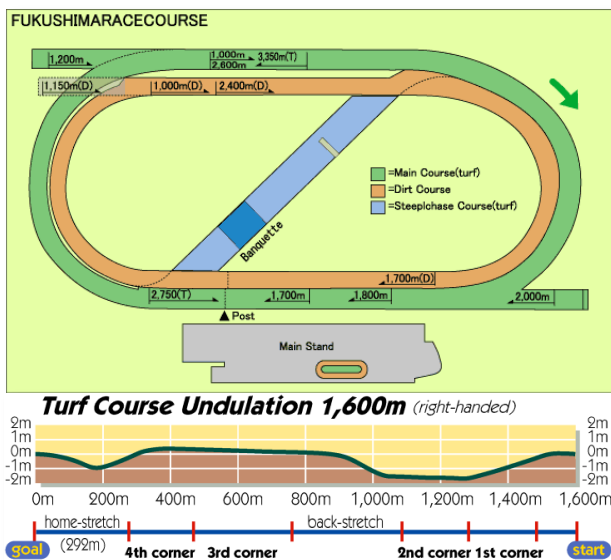 FUKUSHIMARACECOURSE
1,200m
1,000m
2,600m
3,350m(T)
1,150m(D)
1,000m(D)
2,400m(D)
=Main Course(turf)
=Dirt Course
=Steeplchase Course(turf)
Banquette
1,700m(D)
2,750(T)
1,700m
1,800m
2,000m
Post
Main Stand
Turf Course Undulation 1,600m (right-handed)
2m 2m
1m 1m
0m 0m
-1m -1m
-2m -2m
0m 200m 400m 600m 800m 1,000m 1,200m 1,400m 1,600m
home-stretch back-stretch
goal (292m) 4th corner 3rd corner 2nd corner 1st corner start